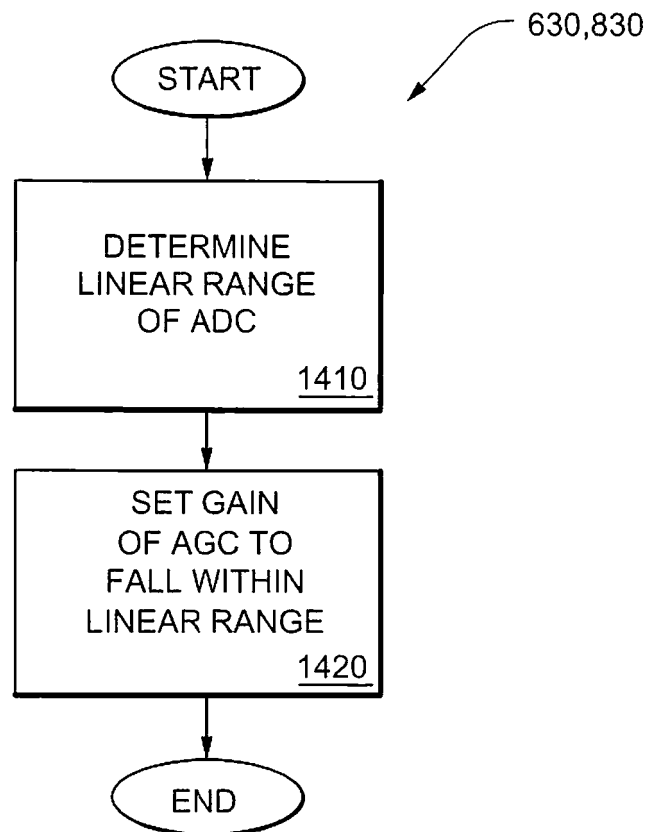 630,830
START
DETERMINE
LINEAR RANGE
OF ADC
1410
SET GAIN
OF AGC TO
FALL WITHIN
LINEAR RANGE
1420
END